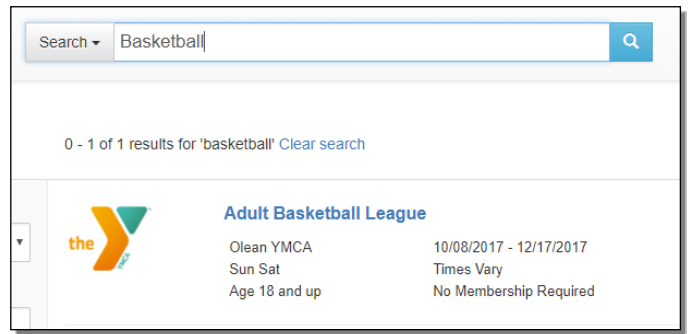 Search Basketball
0 - 1 of 1 results for 'basketball' Clear search
the YMCA
Adult Basketball League
Olean YMCA 10/08/2017 - 12/17/2017
Sun Sat Times Vary
Age 18 and up No Membership Required